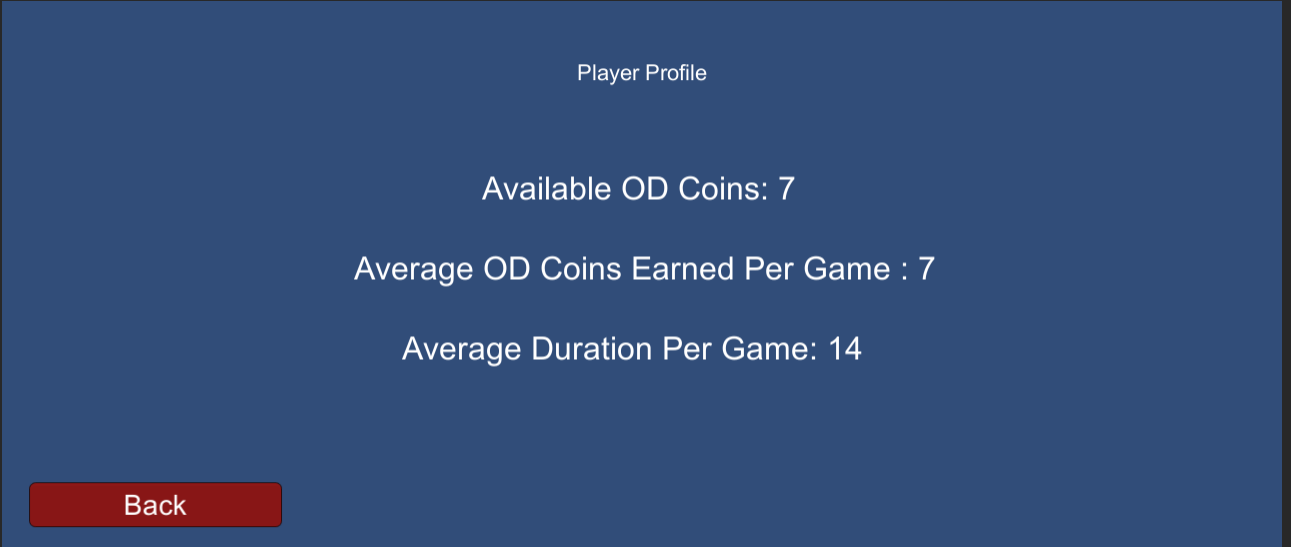 Player Profile
Available OD Coins: 7
Average OD Coins Earned Per Game : 7
Average Duration Per Game: 14
Back